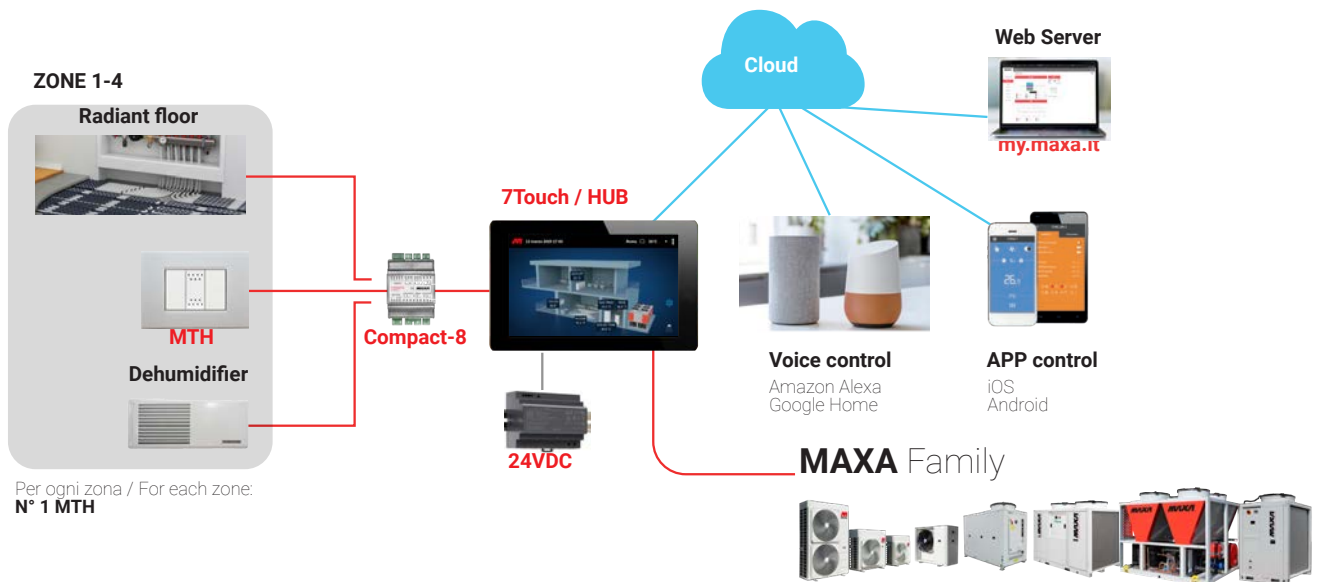 ZONE 1-4
Radiant floor
MTH
Dehumidifier
Per ogni zona / For each zone:
N° 1 MTH
Compact-8
7Touch / HUB
24VDC
Cloud
Web Server
my.maxa.it
Voice control
Amazon Alexa
Google Home
APP control
iOS
Android
MAXA Family
MAXA
MAXA